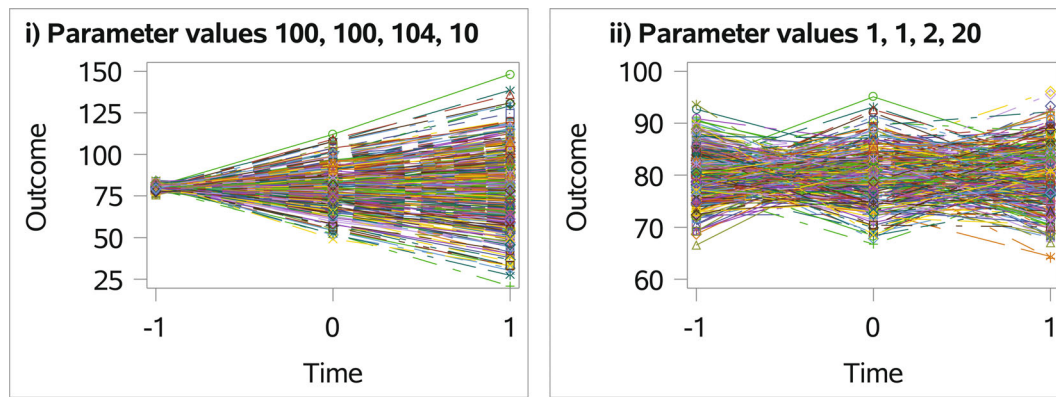 i) Parameter values 100, 100, 104, 10
150
125
100
75
50
25
Outcome
-1 0 1
Time
ii) Parameter values 1, 1, 2, 20
100
90
80
70
60
Outcome
-1 0 1
Time